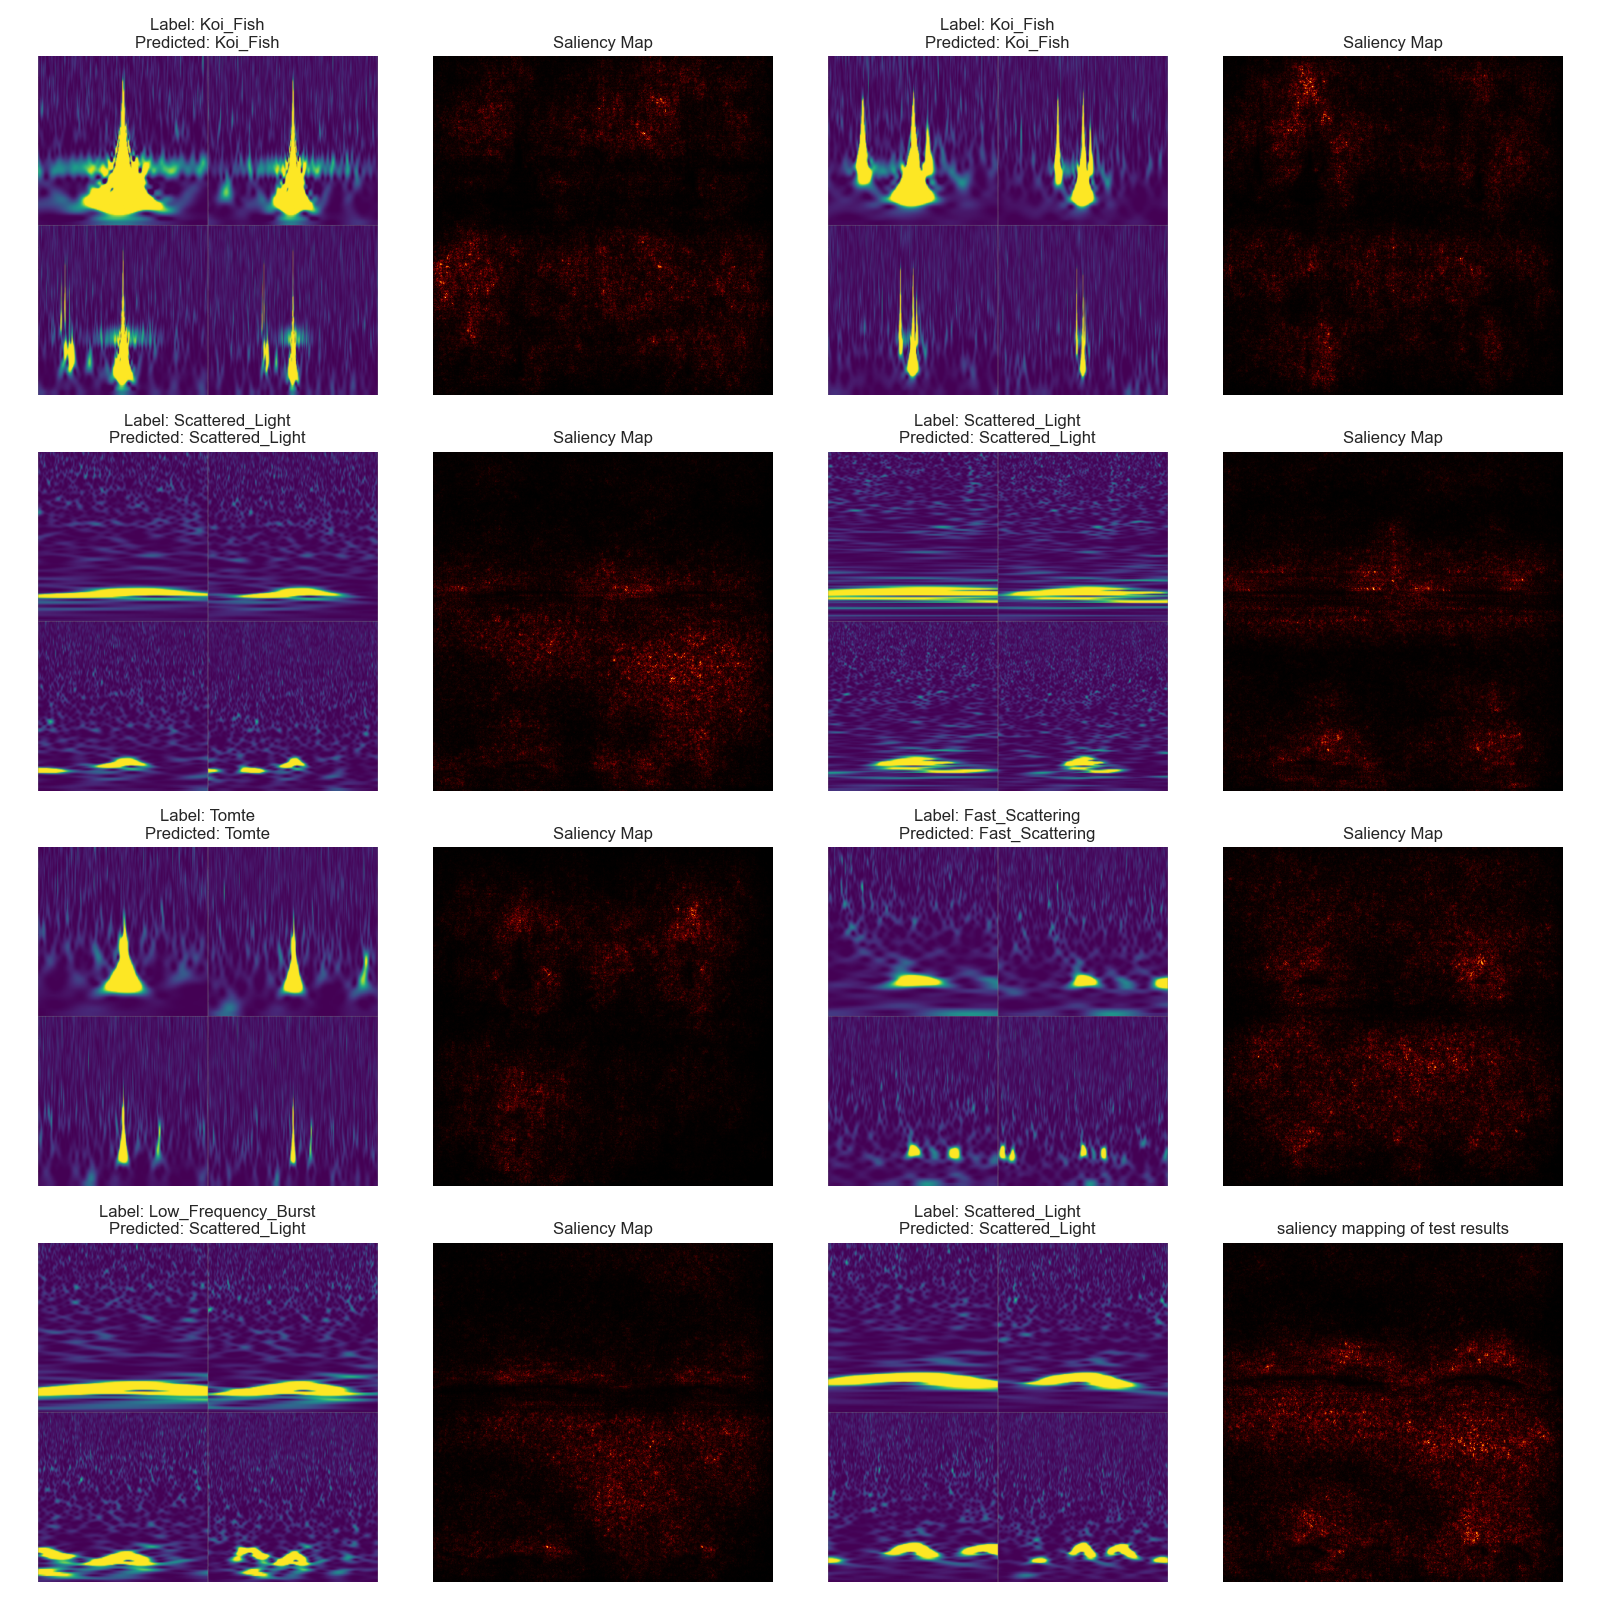 Label: Koi_Fish
Predicted: Koi_Fish
Saliency Map
Label: Koi_Fish
Predicted: Koi_Fish
Saliency Map
Label: Scattered_Light
Predicted: Scattered_Light
Saliency Map
Label: Scattered_Light
Predicted: Scattered_Light
Saliency Map
Label: Tomte
Predicted: Tomte
Saliency Map
Label: Fast_Scattering
Predicted: Fast_Scattering
Saliency Map
Label: Low_Frequency_Burst
Predicted: Scattered_Light
Saliency Map
Label: Scattered_Light
Predicted: Scattered_Light
saliency mapping of test results